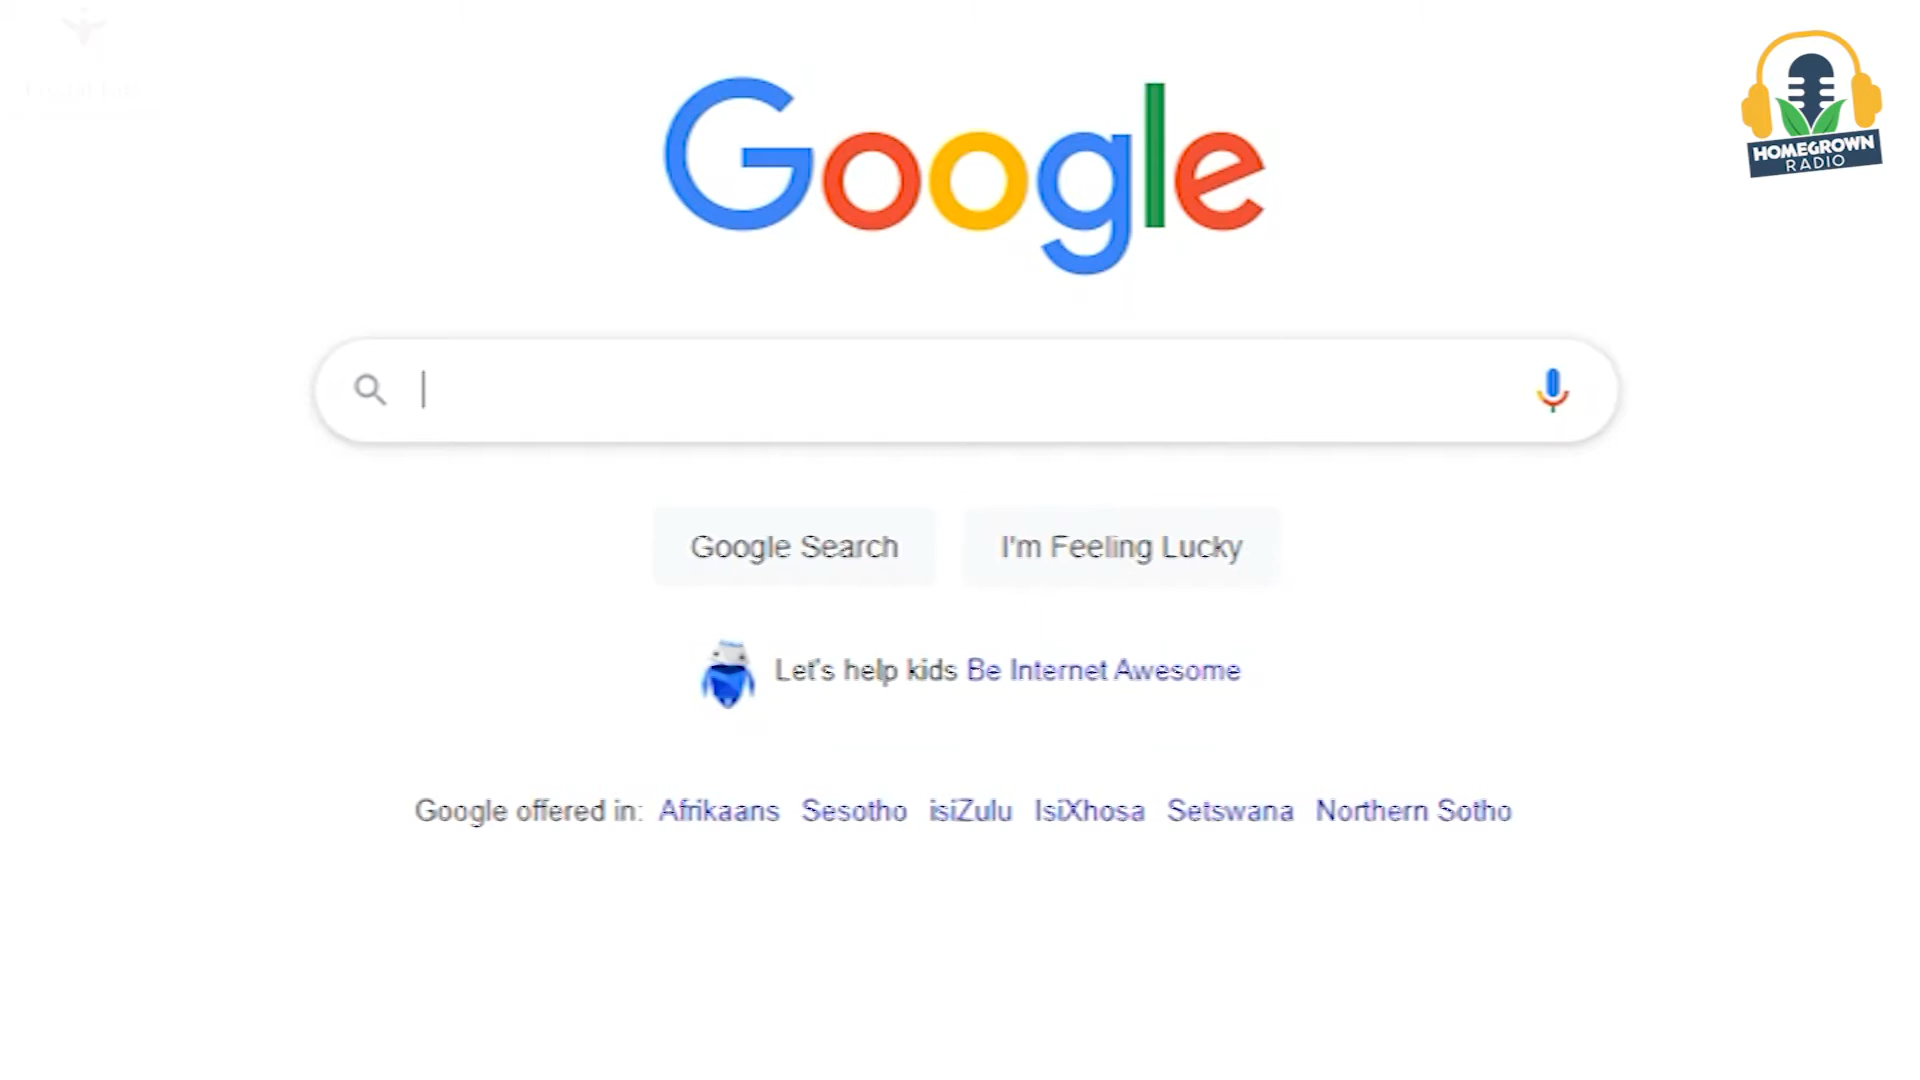 Google
HOMEGROWN
RADIO
Google Search
I'm Feeling Lucky
Let's help kids Be Internet Awesome
Google offered in: Afrikaans Sesotho isiZulu IsiXhosa Setswana Northern Sotho